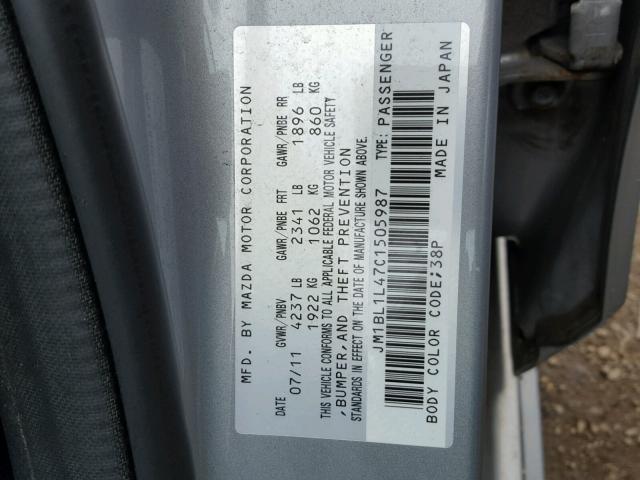 MFD. BY MAZDA MOTOR CORPORATION
DATE GVWR/PNBV GAWR/PNBE FRT GAWR/PNBE RR
07/11 4237 LB 2341 LB 1896 LB
1922 KG 1062 KG 860 KG
THIS VEHICLE CONFORMS TO ALL APPLICABLE FEDERAL MOTOR VEHICLE SAFETY
,BUMPER,AND THEFT PREVENTION
STANDARDS IN EFFECT ON THE DATE OF MANUFACTURE SHOWN ABOVE.
JM1BL1L47C1505987 TYPE: PASSENGER
BODY COLOR CODE;38P MADE IN JAPAN